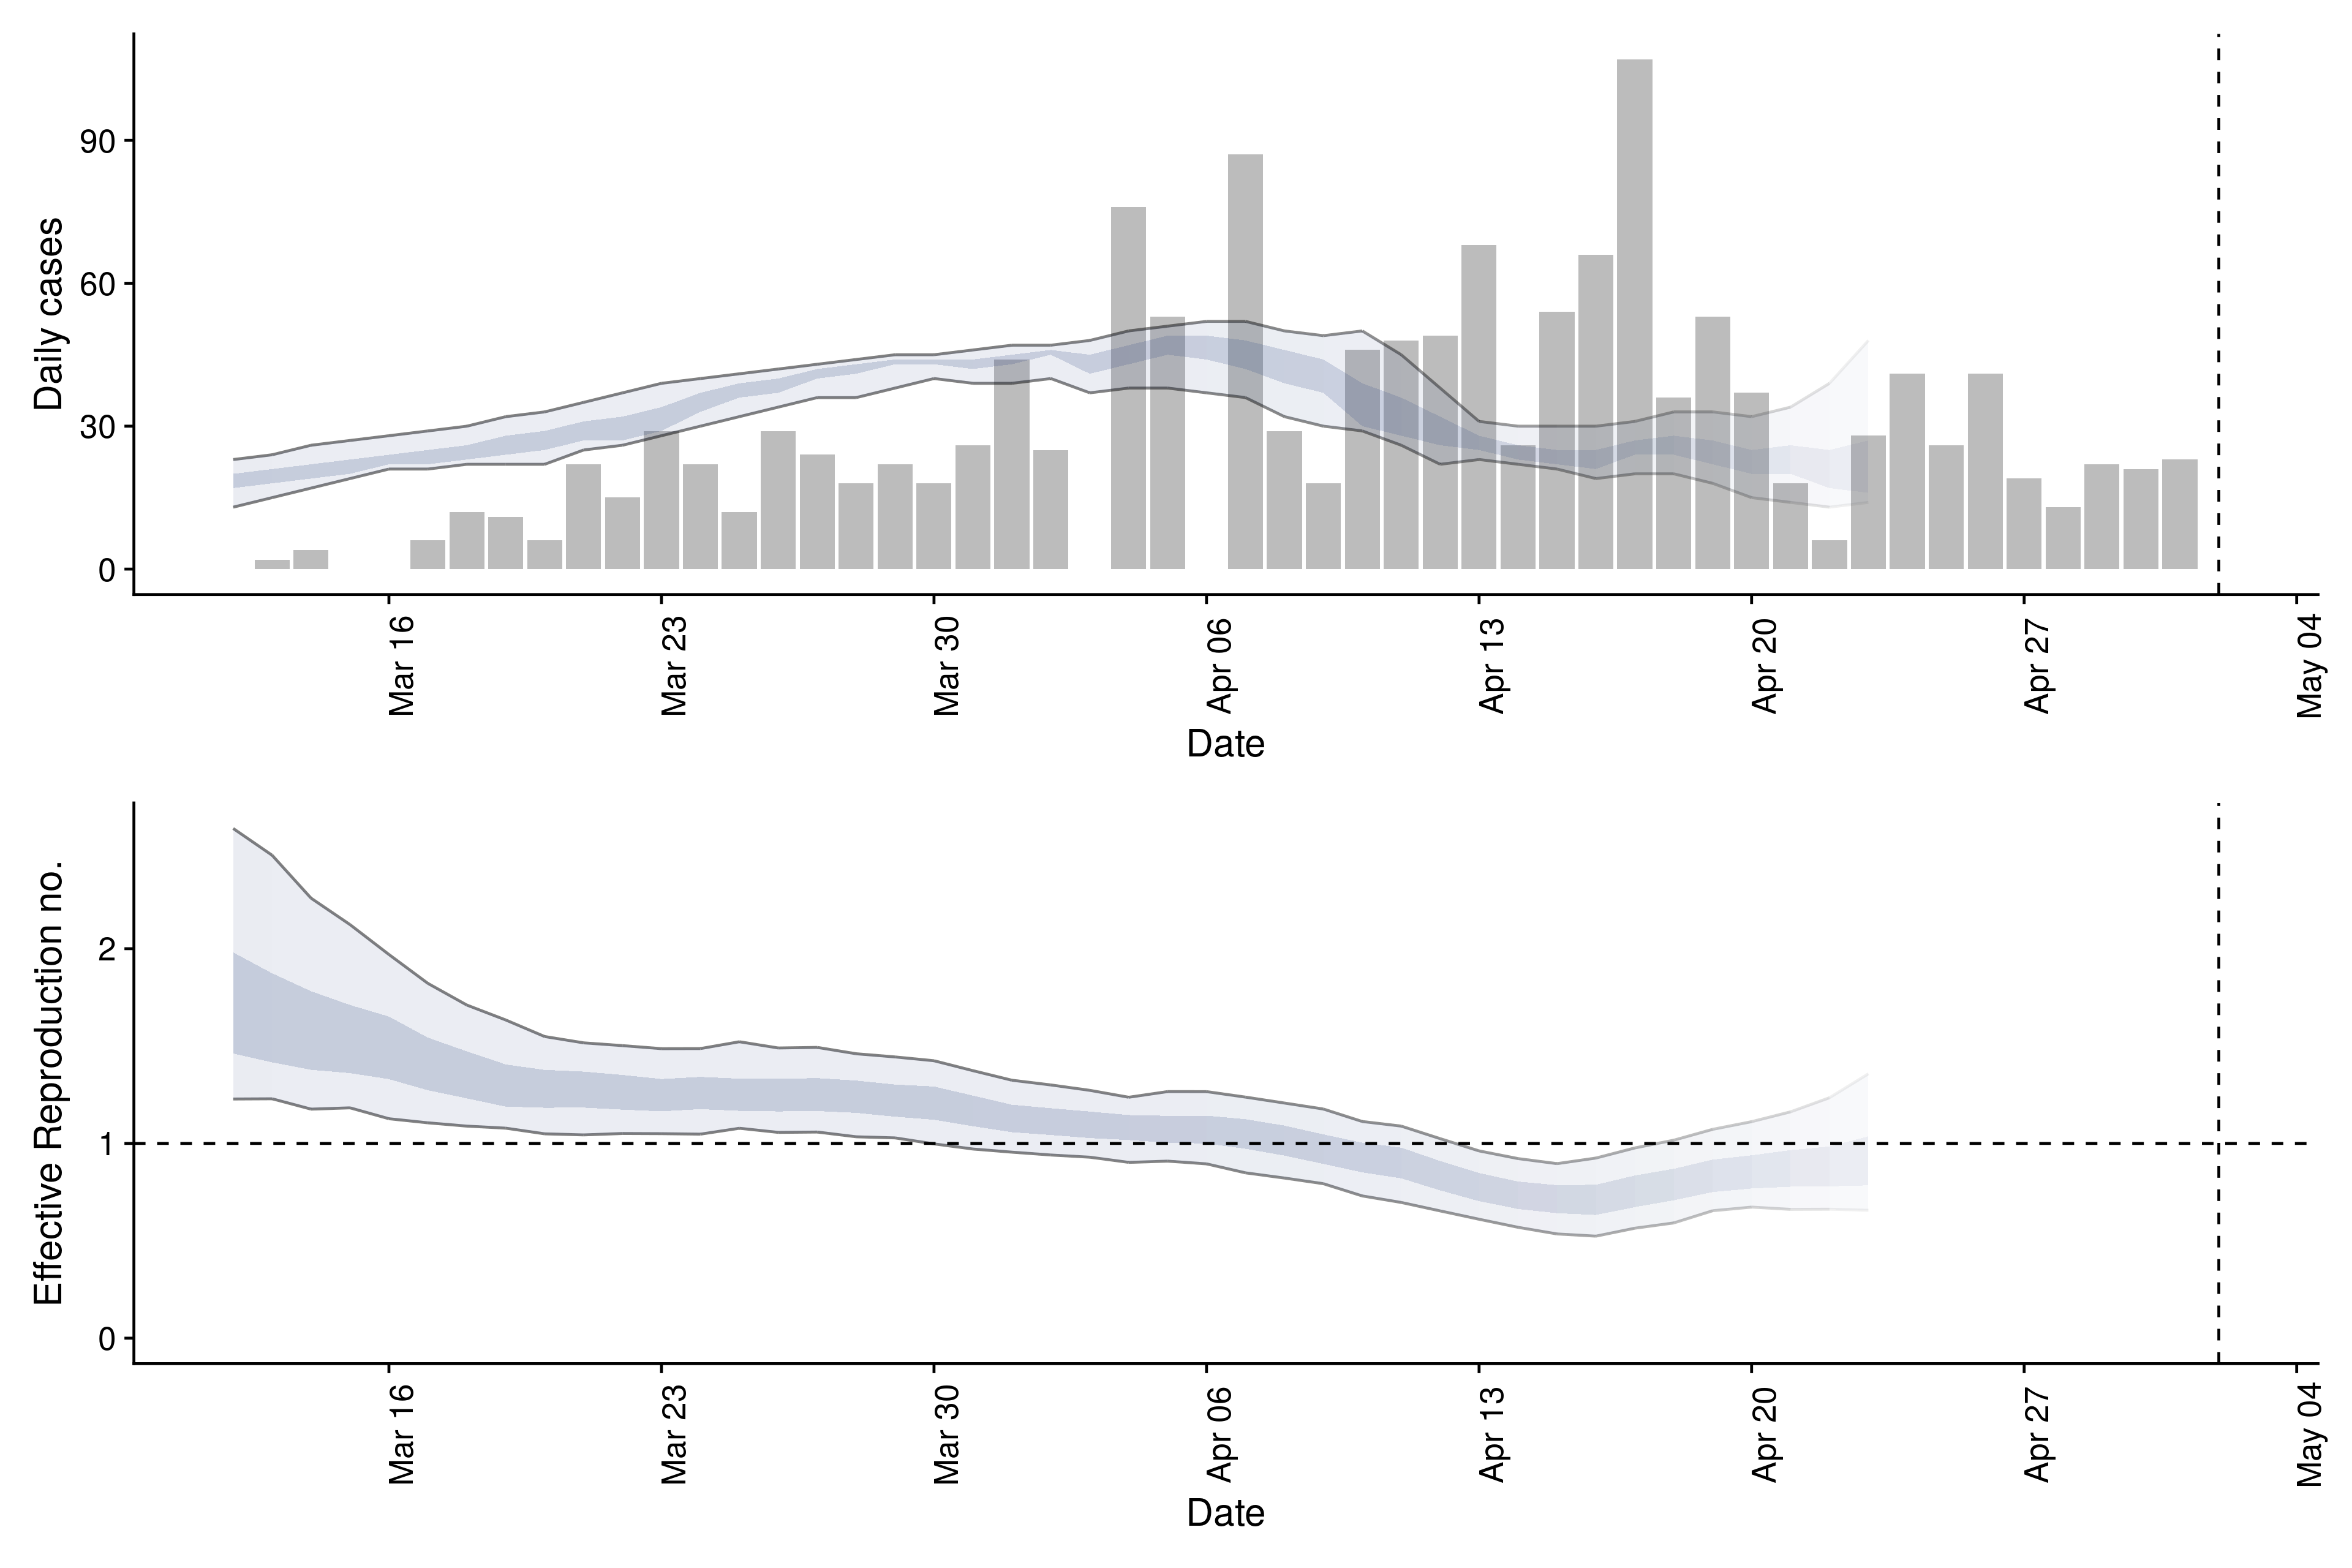 Daily cases
90
60
30
0
Mar 16
Mar 23
Mar 30
Apr 06
Apr 13
Apr 20
Apr 27
May 04
Date
Effective Reproduction no.
2
1
0
Mar 16
Mar 23
Mar 30
Apr 06
Apr 13
Apr 20
Apr 27
May 04
Date